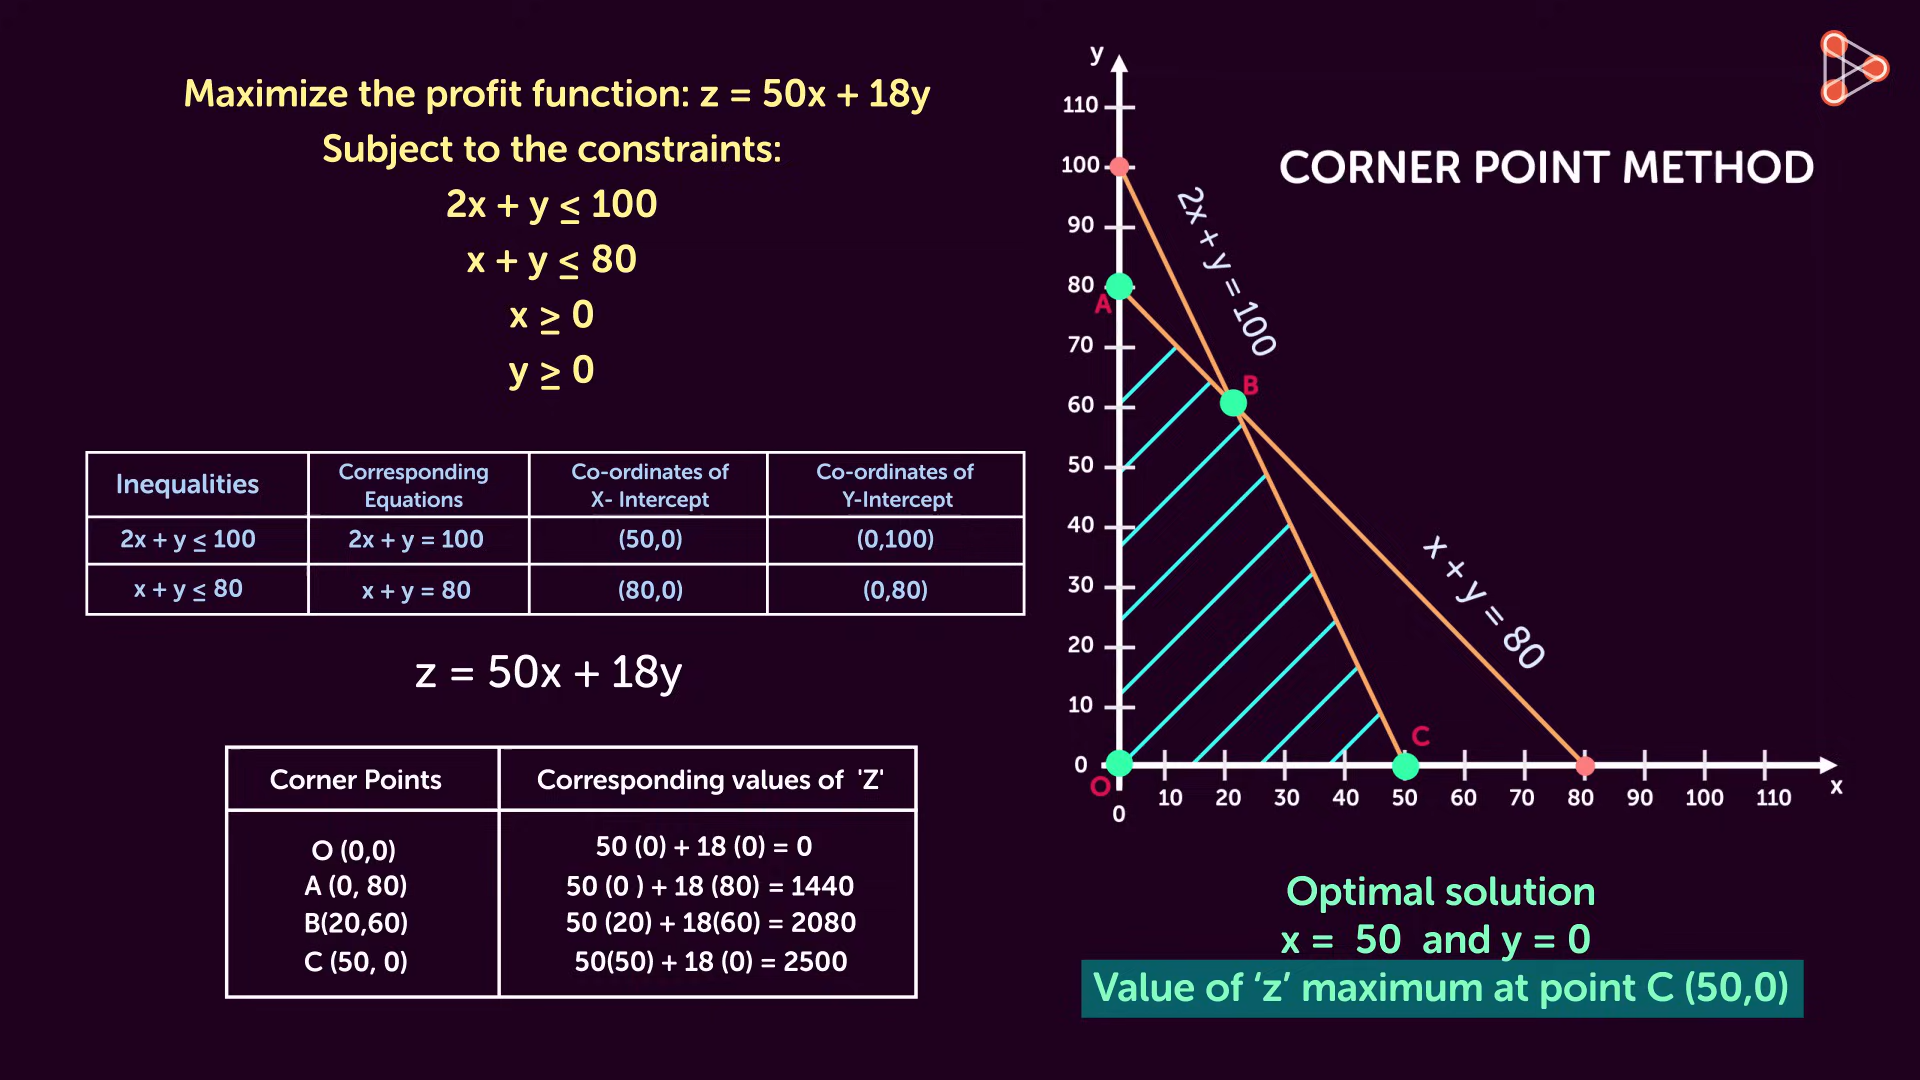 Maximize the profit function: z = 50x + 18y
Subject to the constraints:
2x + y ≤ 100
x + y ≤ 80
x ≥ 0
y ≥ 0
Inequalities
Corresponding
Equations
Co-ordinates of
X- Intercept
Co-ordinates of
Y-Intercept
2x + y ≤ 100
2x + y = 100
(50,0)
(0,100)
x + y ≤ 80
x + y = 80
(80,0)
(0,80)
z = 50x + 18y
Corner Points
Corresponding values of 'Z'
O (0,0)
50 (0) + 18 (0) = 0
A (0, 80)
50 (0 ) + 18 (80) = 1440
B(20,60)
50 (20) + 18(60) = 2080
C (50, 0)
50(50) + 18 (0) = 2500
CORNER POINT METHOD
y
110
100
90
80
A
70
60
50
40
30
20
10
0
O
2x + y = 100
B
x + y = 80
C
x
0
10 20 30 40 50 60 70 80 90 100 110
Optimal solution
x = 50 and y = 0
Value of ‘z’ maximum at point C (50,0)